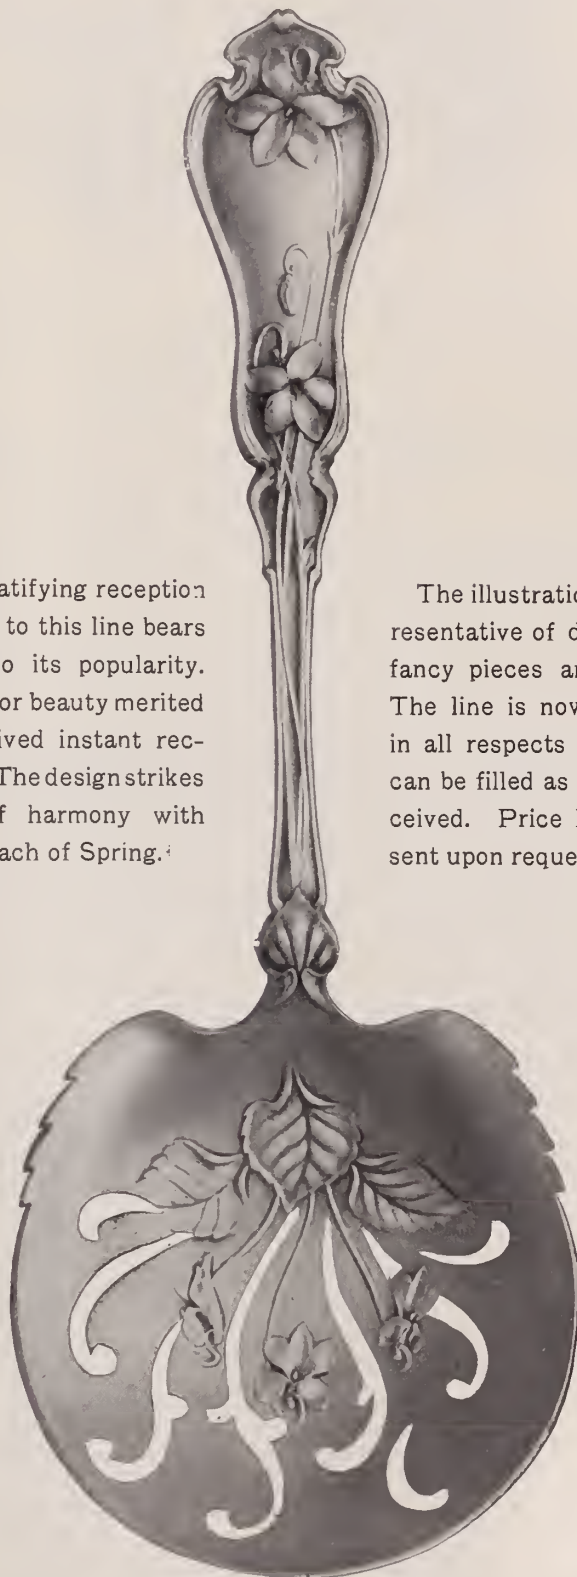 atifying reception
to this line bears
o its popularity.
or beauty merited
ived instant rec-
The design strikes
f harmony with
ach of Spring.
The illustratio
resentative of d
fancy pieces an
The line is nov
in all respects
can be filled as
ceived. Price
sent upon reque